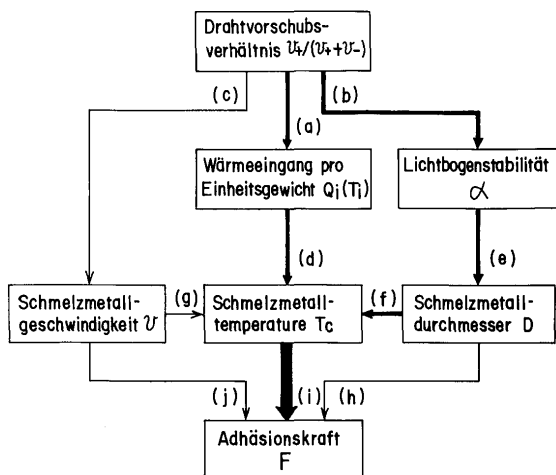 Drahtvorschubs-
verhältnis v₊/(v₊+v₋)
(c)
(b)
(a)
Wärmeeingang pro
Einheitsgewicht Qi(Ti)
Lichtbogenstabilität
α
(d)
(e)
Schmelzmetall-
geschwindigkeit v
(g)
Schmelzmetall-
temperature Tc
(f)
Schmelzmetall-
durchmesser D
(j)
(i)
(h)
Adhäsionskraft
F